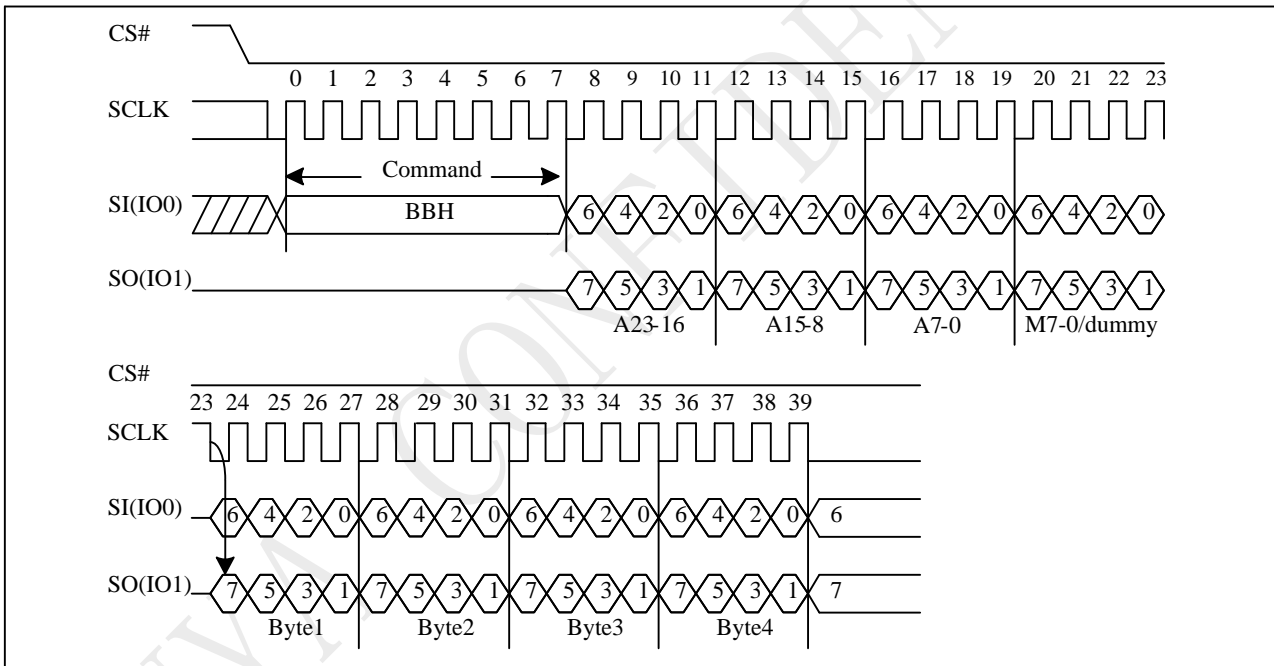 CS#
0 1 2 3 4 5 6 7 8 9 10 11 12 13 14 15 16 17 18 19 20 21 22 23
SCLK
Command
SI(IO0) BBH 6 4 2 0 6 4 2 0 6 4 2 0 6 4 2 0
SO(IO1) 7 5 3 1 7 5 3 1 7 5 3 1 7 5 3 1
A23-16 A15-8 A7-0 M7-0/dummy
CS#
23 24 25 26 27 28 29 30 31 32 33 34 35 36 37 38 39
SCLK
SI(IO0) 6 4 2 0 6 4 2 0 6 4 2 0 6 4 2 0 6
SO(IO1) 7 5 3 1 7 5 3 1 7 5 3 1 7 5 3 1 7
Byte1 Byte2 Byte3 Byte4